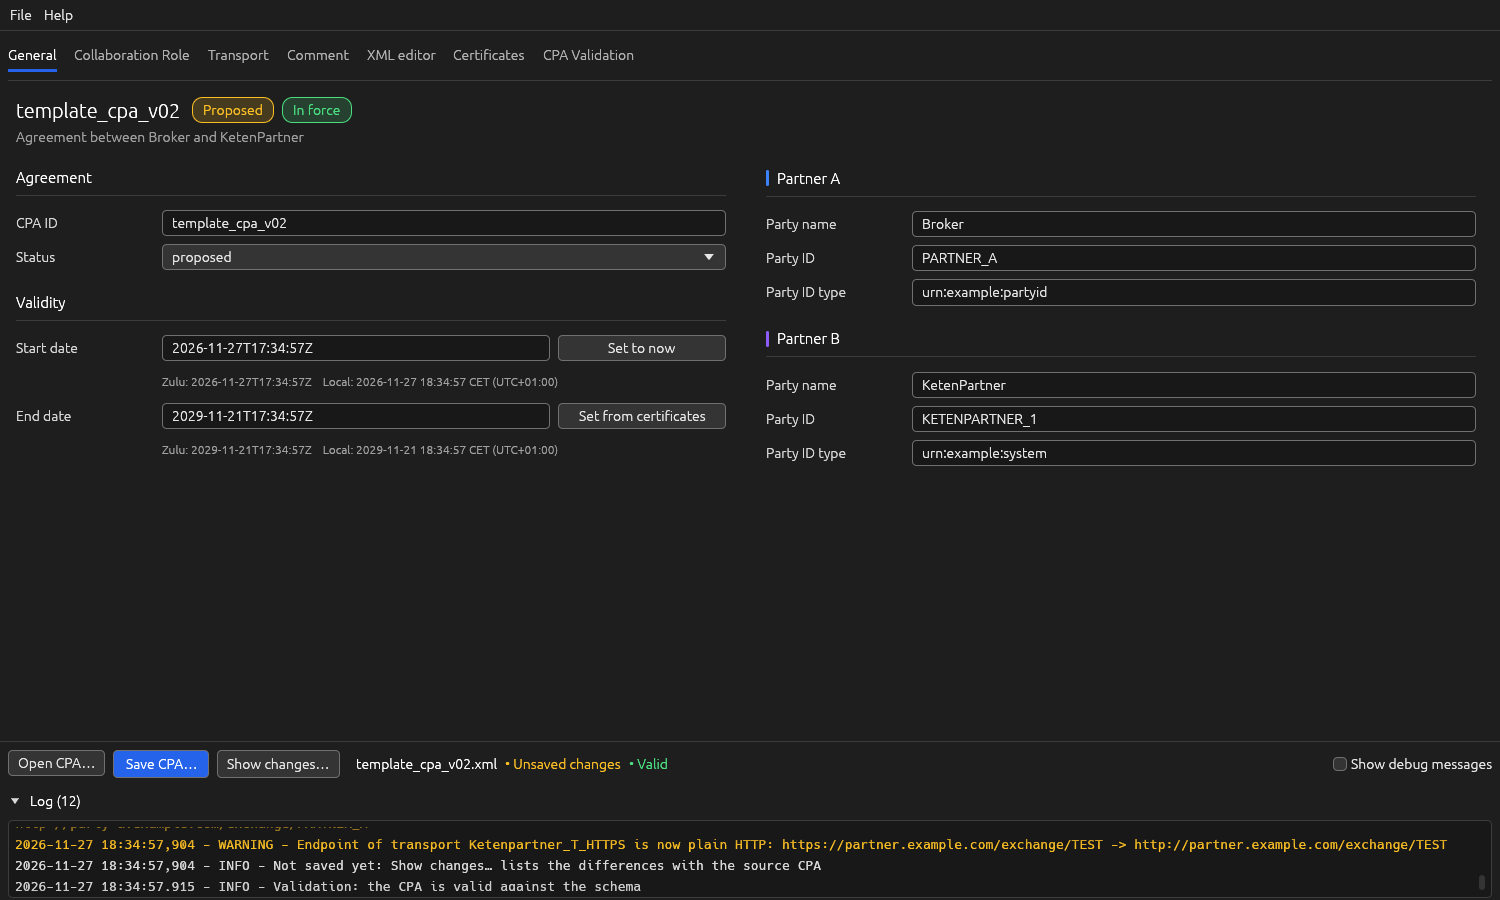 File Help
General Collaboration Role Transport Comment XML editor Certificates CPA Validation
template_cpa_v02 Proposed In force
Agreement between Broker and KetenPartner
Agreement
CPA ID template_cpa_v02
Status proposed
Validity
Start date 2026-11-27T17:34:57Z Set to now
Zulu: 2026-11-27T17:34:57Z Local: 2026-11-27 18:34:57 CET (UTC+01:00)
End date 2029-11-21T17:34:57Z Set from certificates
Zulu: 2029-11-21T17:34:57Z Local: 2029-11-21 18:34:57 CET (UTC+01:00)
Partner A
Party name Broker
Party ID PARTNER_A
Party ID type urn:example:partyid
Partner B
Party name KetenPartner
Party ID KETENPARTNER_1
Party ID type urn:example:system
Open CPA… Save CPA… Show changes… template_cpa_v02.xml • Unsaved changes • Valid Show debug messages
Log (12)
2026-11-27 18:34:57,904 - WARNING - Endpoint of transport Ketenpartner_T_HTTPS is now plain HTTP: https://partner.example.com/exchange/TEST -> http://partner.example.com/exchange/TEST
2026-11-27 18:34:57,904 - INFO - Not saved yet: Show changes… lists the differences with the source CPA
2026-11-27 18:34:57,915 - INFO - Validation: the CPA is valid against the schema